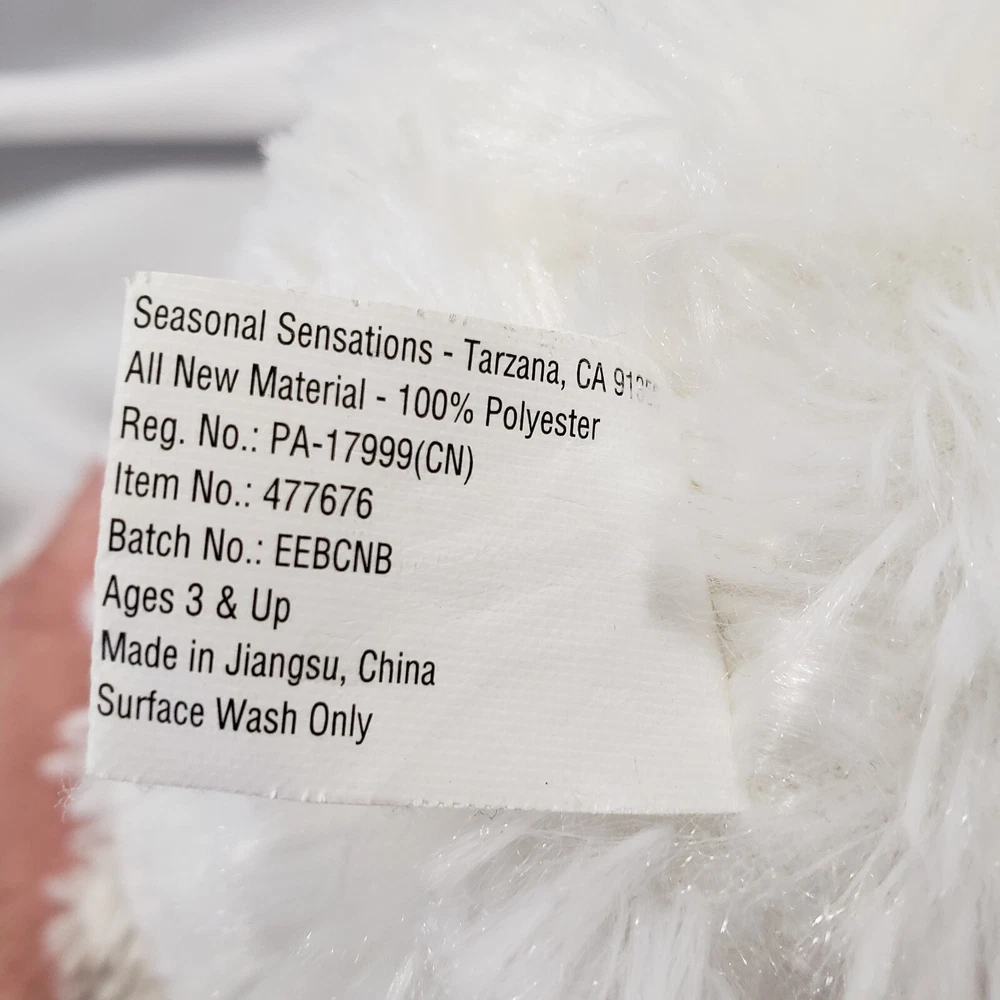 Seasonal Sensations - Tarzana, CA
All New Material - 100% Polyester
Reg. No.: PA-17999(CN)
Item No.: 477676
Batch No.: EEBCNB
Ages 3 & Up
Made in Jiangsu, China
Surface Wash Only